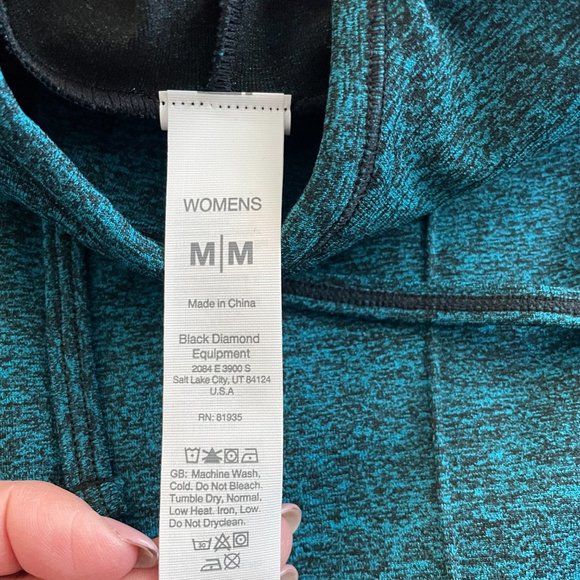 WOMENS
M|M
Made in China
Black Diamond
Equipment
2084 E 3900 S
Salt Lake City, UT 84124
U.S.A
RN: 81935
GB: Machine Wash,
Cold. Do Not Bleach.
Tumble Dry, Normal.
Low Heat. Iron, Low.
Do Not Dryclean.
30